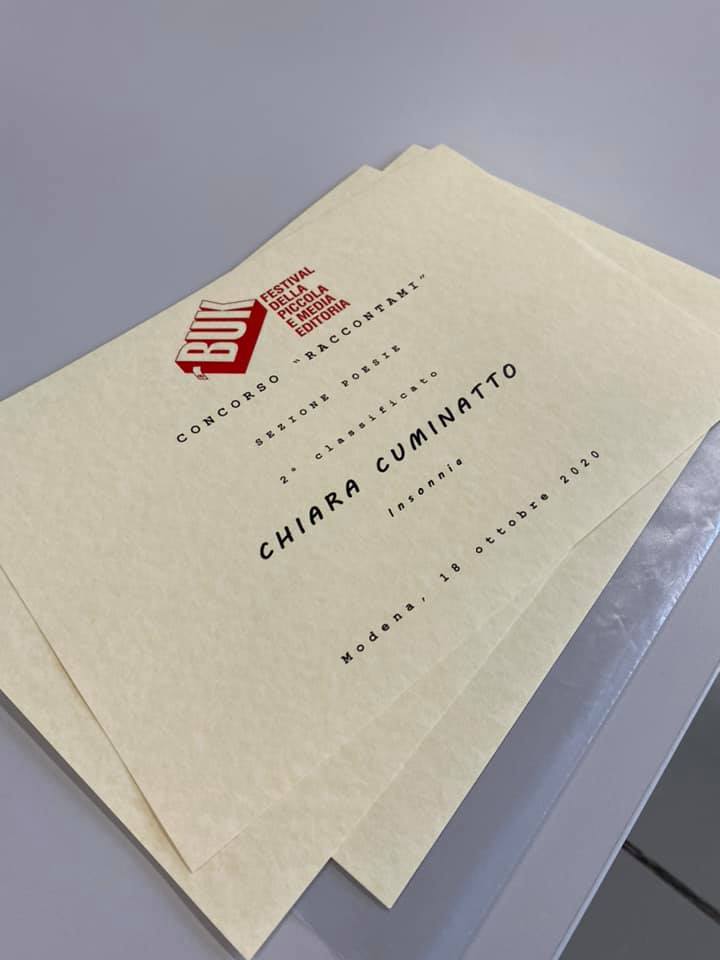 BUK
FESTIVAL
DELLA
PICCOLA
E MEDIA
EDITORIA
CONCORSO "RACCONTAMI"
SEZIONE POESIE
2° classificato
CHIARA CUMINATTO
Insonnia
Modena, 18 ottobre 2020